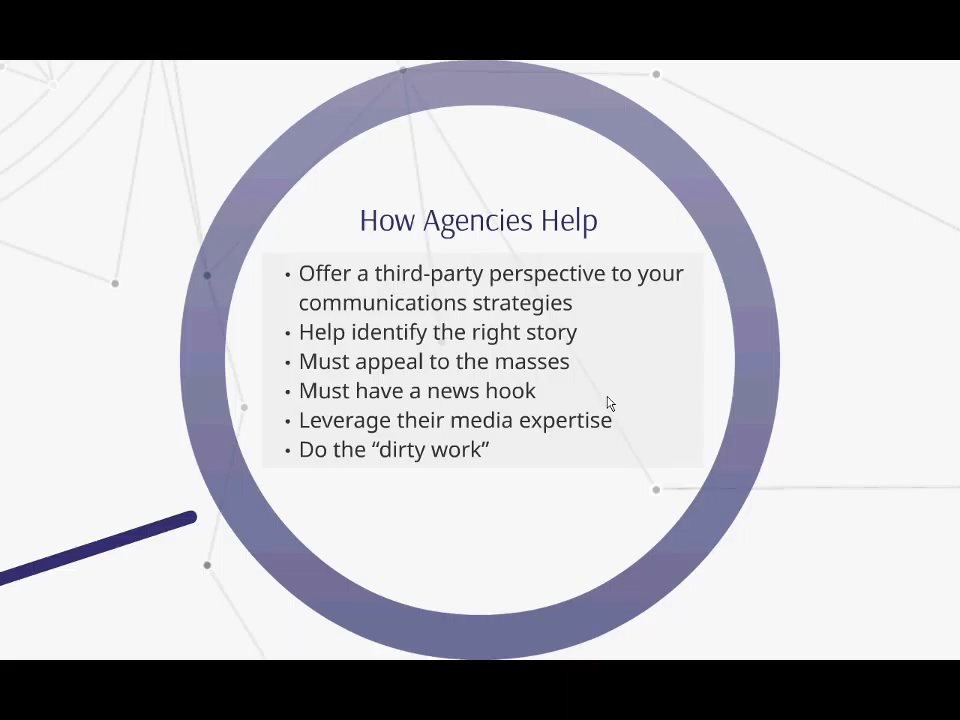 How Agencies Help
• Offer a third-party perspective to your
communications strategies
• Help identify the right story
• Must appeal to the masses
• Must have a news hook
• Leverage their media expertise
• Do the “dirty work”